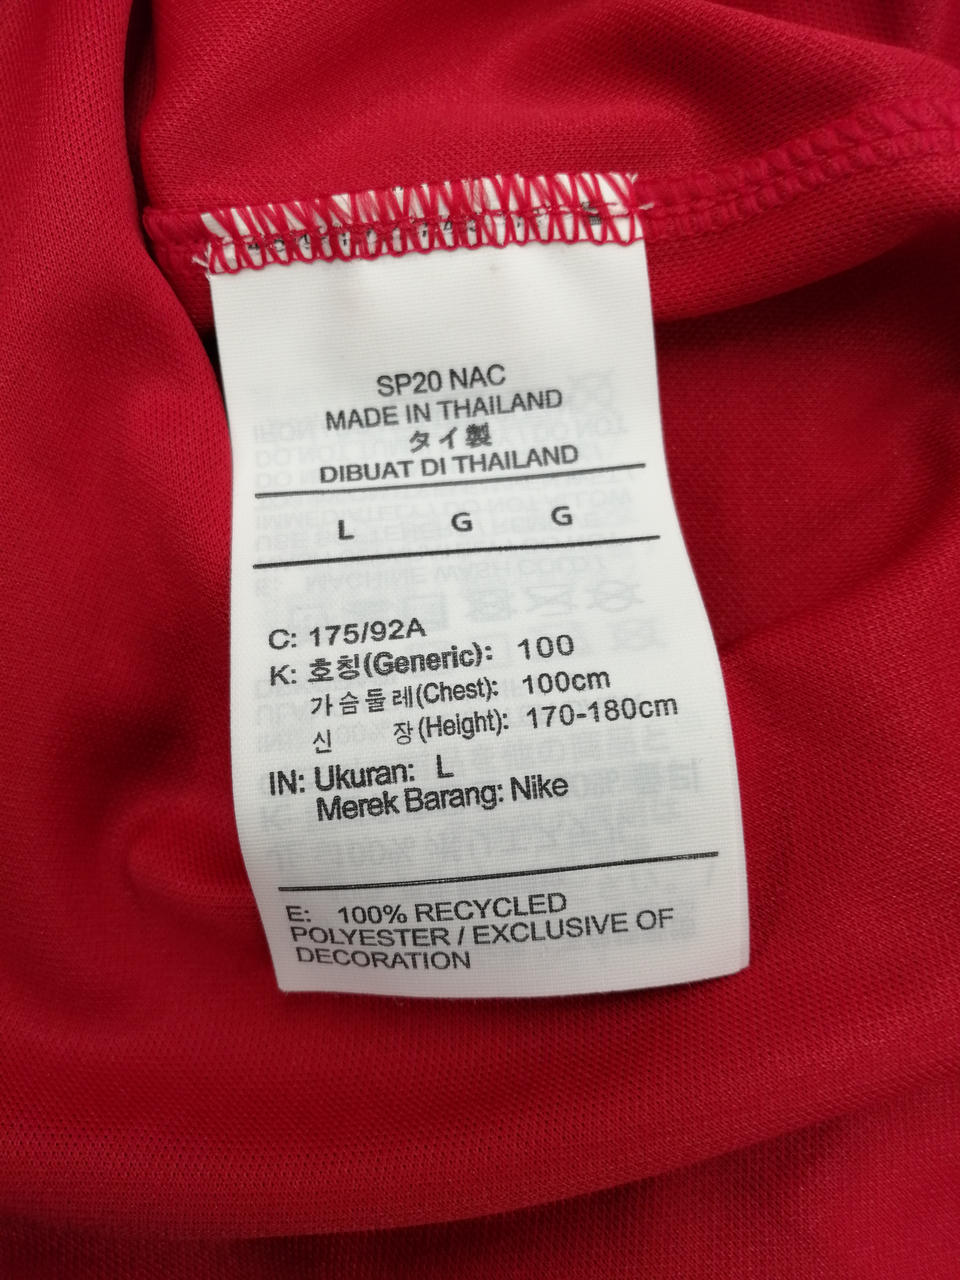 SP20 NAC
MADE IN THAILAND
タイ製
DIBUAT DI THAILAND
L G G
C: 175/92A
K: 호칭(Generic): 100
가슴둘레(Chest): 100cm
신 장(Height): 170-180cm
IN: Ukuran: L
Merek Barang: Nike
E: 100% RECYCLED
POLYESTER / EXCLUSIVE OF
DECORATION